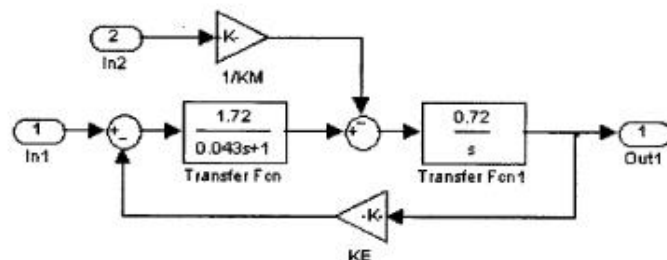 2
In2
-K-
1/KM
1
In1
+
-
1.72
0.043s+1
Transfer Fcn
+
-
0.72
s
Transfer Fcn1
1
Out1
-K-
KE